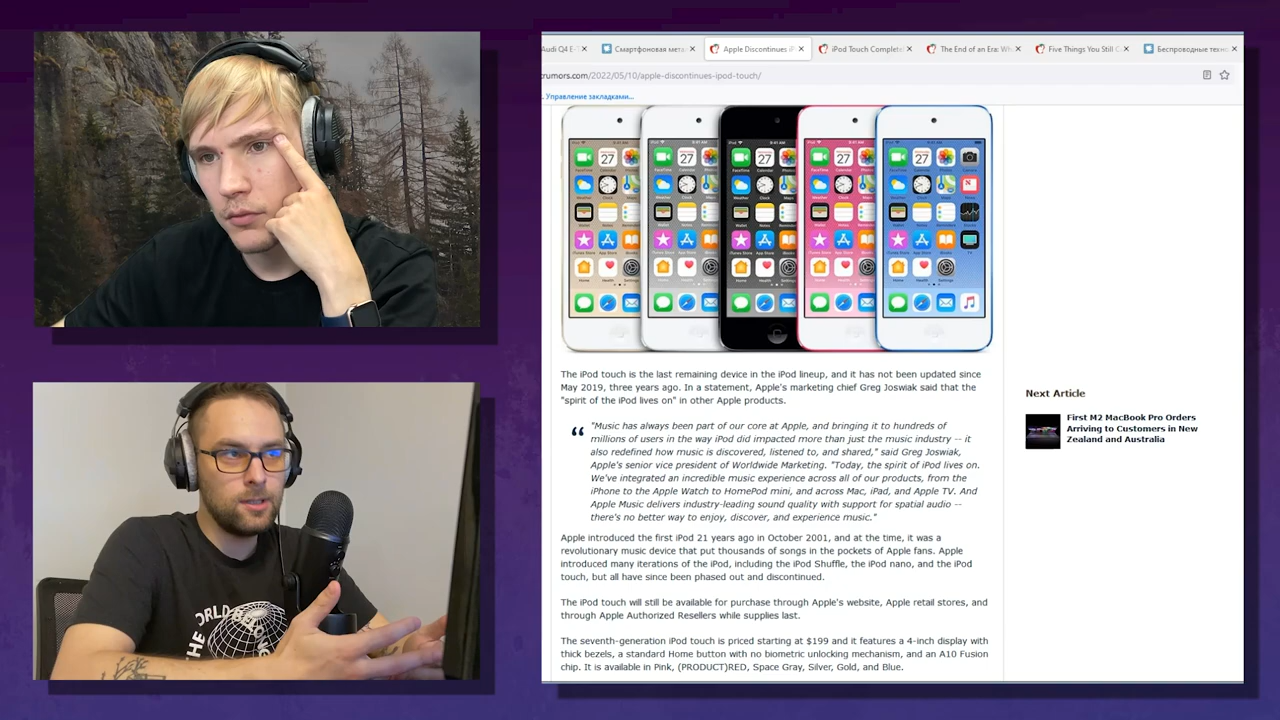 Audi Q4 E-
Смартфоновая мета
Apple Discontinues iP
iPod Touch Complet
The End of an Era: Wh
Five Things You Still C
Беспроводные техно
rumors.com/2022/05/10/apple-discontinues-ipod-touch/
Управление закладками...
The iPod touch is the last remaining device in the iPod lineup, and it has not been updated since
May 2019, three years ago. In a statement, Apple's marketing chief Greg Joswiak said that the
"spirit of the iPod lives on" in other Apple products.
"Music has always been part of our core at Apple, and bringing it to hundreds of
millions of users in the way iPod did impacted more than just the music industry -- it
also redefined how music is discovered, listened to, and shared," said Greg Joswiak,
Apple's senior vice president of Worldwide Marketing. "Today, the spirit of iPod lives on.
We've integrated an incredible music experience across all of our products, from the
iPhone to the Apple Watch to HomePod mini, and across Mac, iPad, and Apple TV. And
Apple Music delivers industry-leading sound quality with support for spatial audio --
there's no better way to enjoy, discover, and experience music."
Apple introduced the first iPod 21 years ago in October 2001, and at the time, it was a
revolutionary music device that put thousands of songs in the pockets of Apple fans. Apple
introduced many iterations of the iPod, including the iPod Shuffle, the iPod nano, and the iPod
touch, but all have since been phased out and discontinued.
The iPod touch will still be available for purchase through Apple's website, Apple retail stores, and
through Apple Authorized Resellers while supplies last.
The seventh-generation iPod touch is priced starting at $199 and it features a 4-inch display with
thick bezels, a standard Home button with no biometric unlocking mechanism, and an A10 Fusion
chip. It is available in Pink, (PRODUCT)RED, Space Gray, Silver, Gold, and Blue.
Next Article
First M2 MacBook Pro Orders
Arriving to Customers in New
Zealand and Australia
THE WORLD